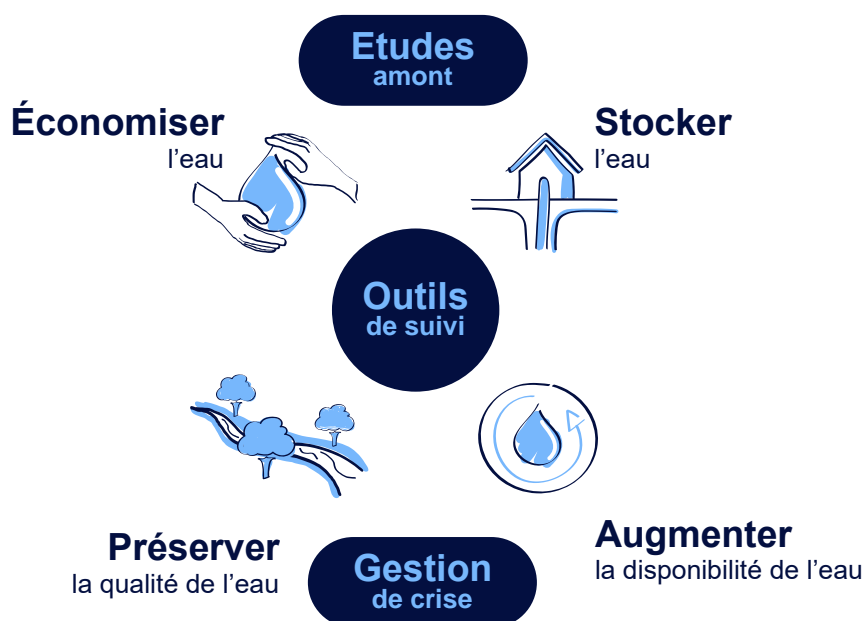 Etudes
amont
Économiser
l’eau
Stocker
l’eau
Outils
de suivi
Préserver
la qualité de l’eau
Gestion
de crise
Augmenter
la disponibilité de l’eau